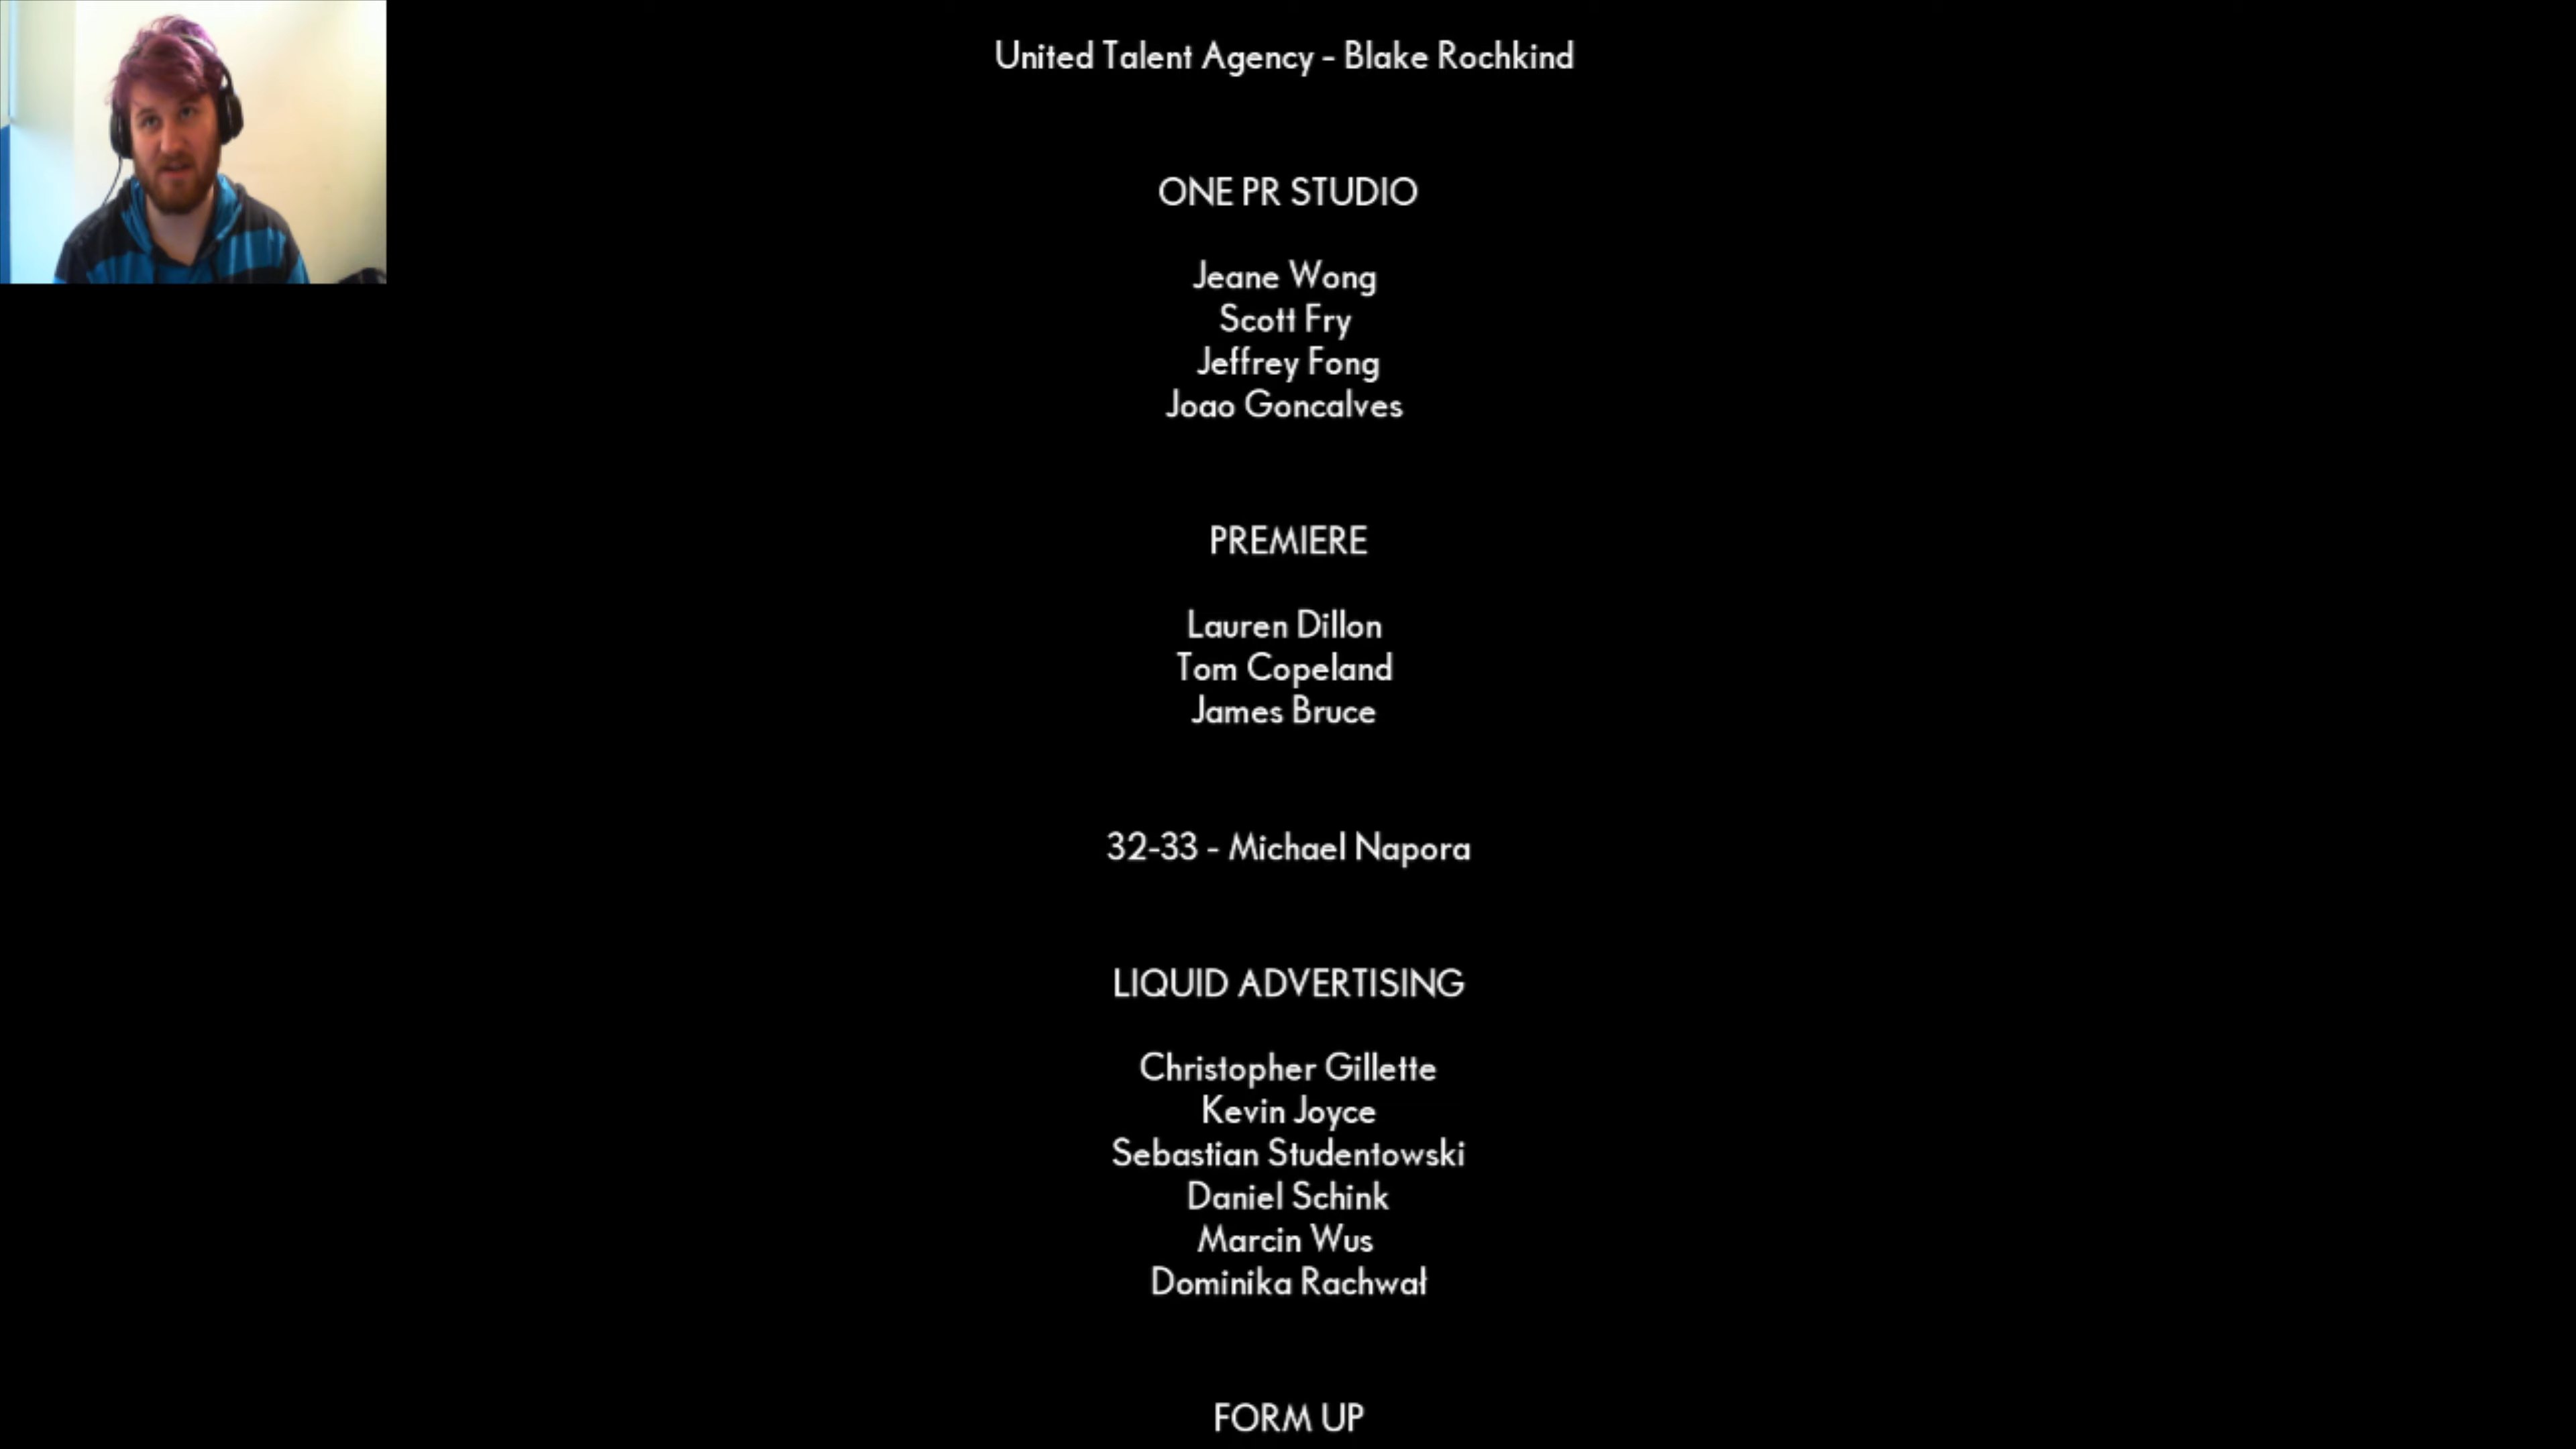 United Talent Agency - Blake Rochkind
ONE PR STUDIO
Jeane Wong
Scott Fry
Jeffrey Fong
Joao Goncalves
PREMIERE
Lauren Dillon
Tom Copeland
James Bruce
32-33 - Michael Napora
LIQUID ADVERTISING
Christopher Gillette
Kevin Joyce
Sebastian Studentowski
Daniel Schink
Marcin Wus
Dominika Rachwał
FORM UP